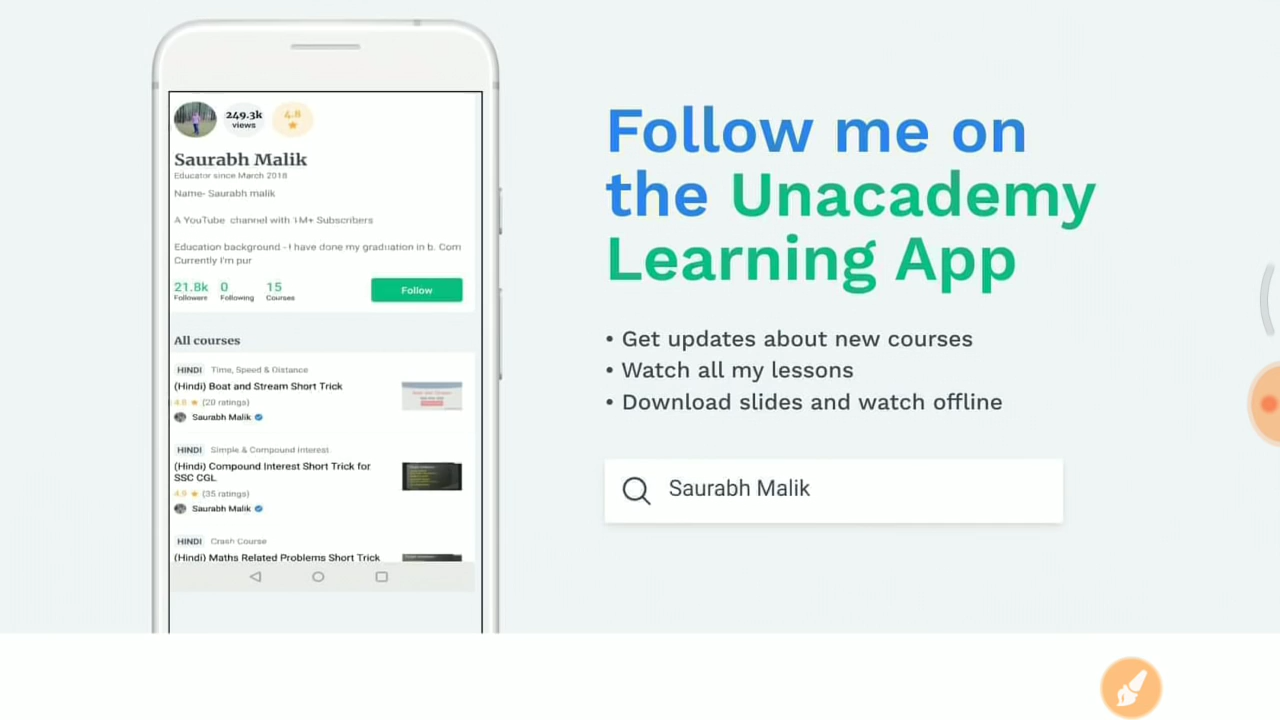 249.3k
views
4.8
Saurabh Malik
Educator since March 2018
Name- Saurabh malik
A YouTube channel with 1M+ Subscribers
Education background - I have done my graduation in b. Com
Currently I'm pur
21.8k 0 15
Followers Following Courses
Follow
All courses
HINDI Time, Speed & Distance
(Hindi) Boat and Stream Short Trick
4.8 ★ (20 ratings)
Saurabh Malik
HINDI Simple & Compound interest
(Hindi) Compound Interest Short Trick for
SSC CGL
4.9 ★ (35 ratings)
Saurabh Malik
HINDI Crash Course
(Hindi) Maths Related Problems Short Trick
Follow me on
the Unacademy
Learning App
• Get updates about new courses
• Watch all my lessons
• Download slides and watch offline
Saurabh Malik